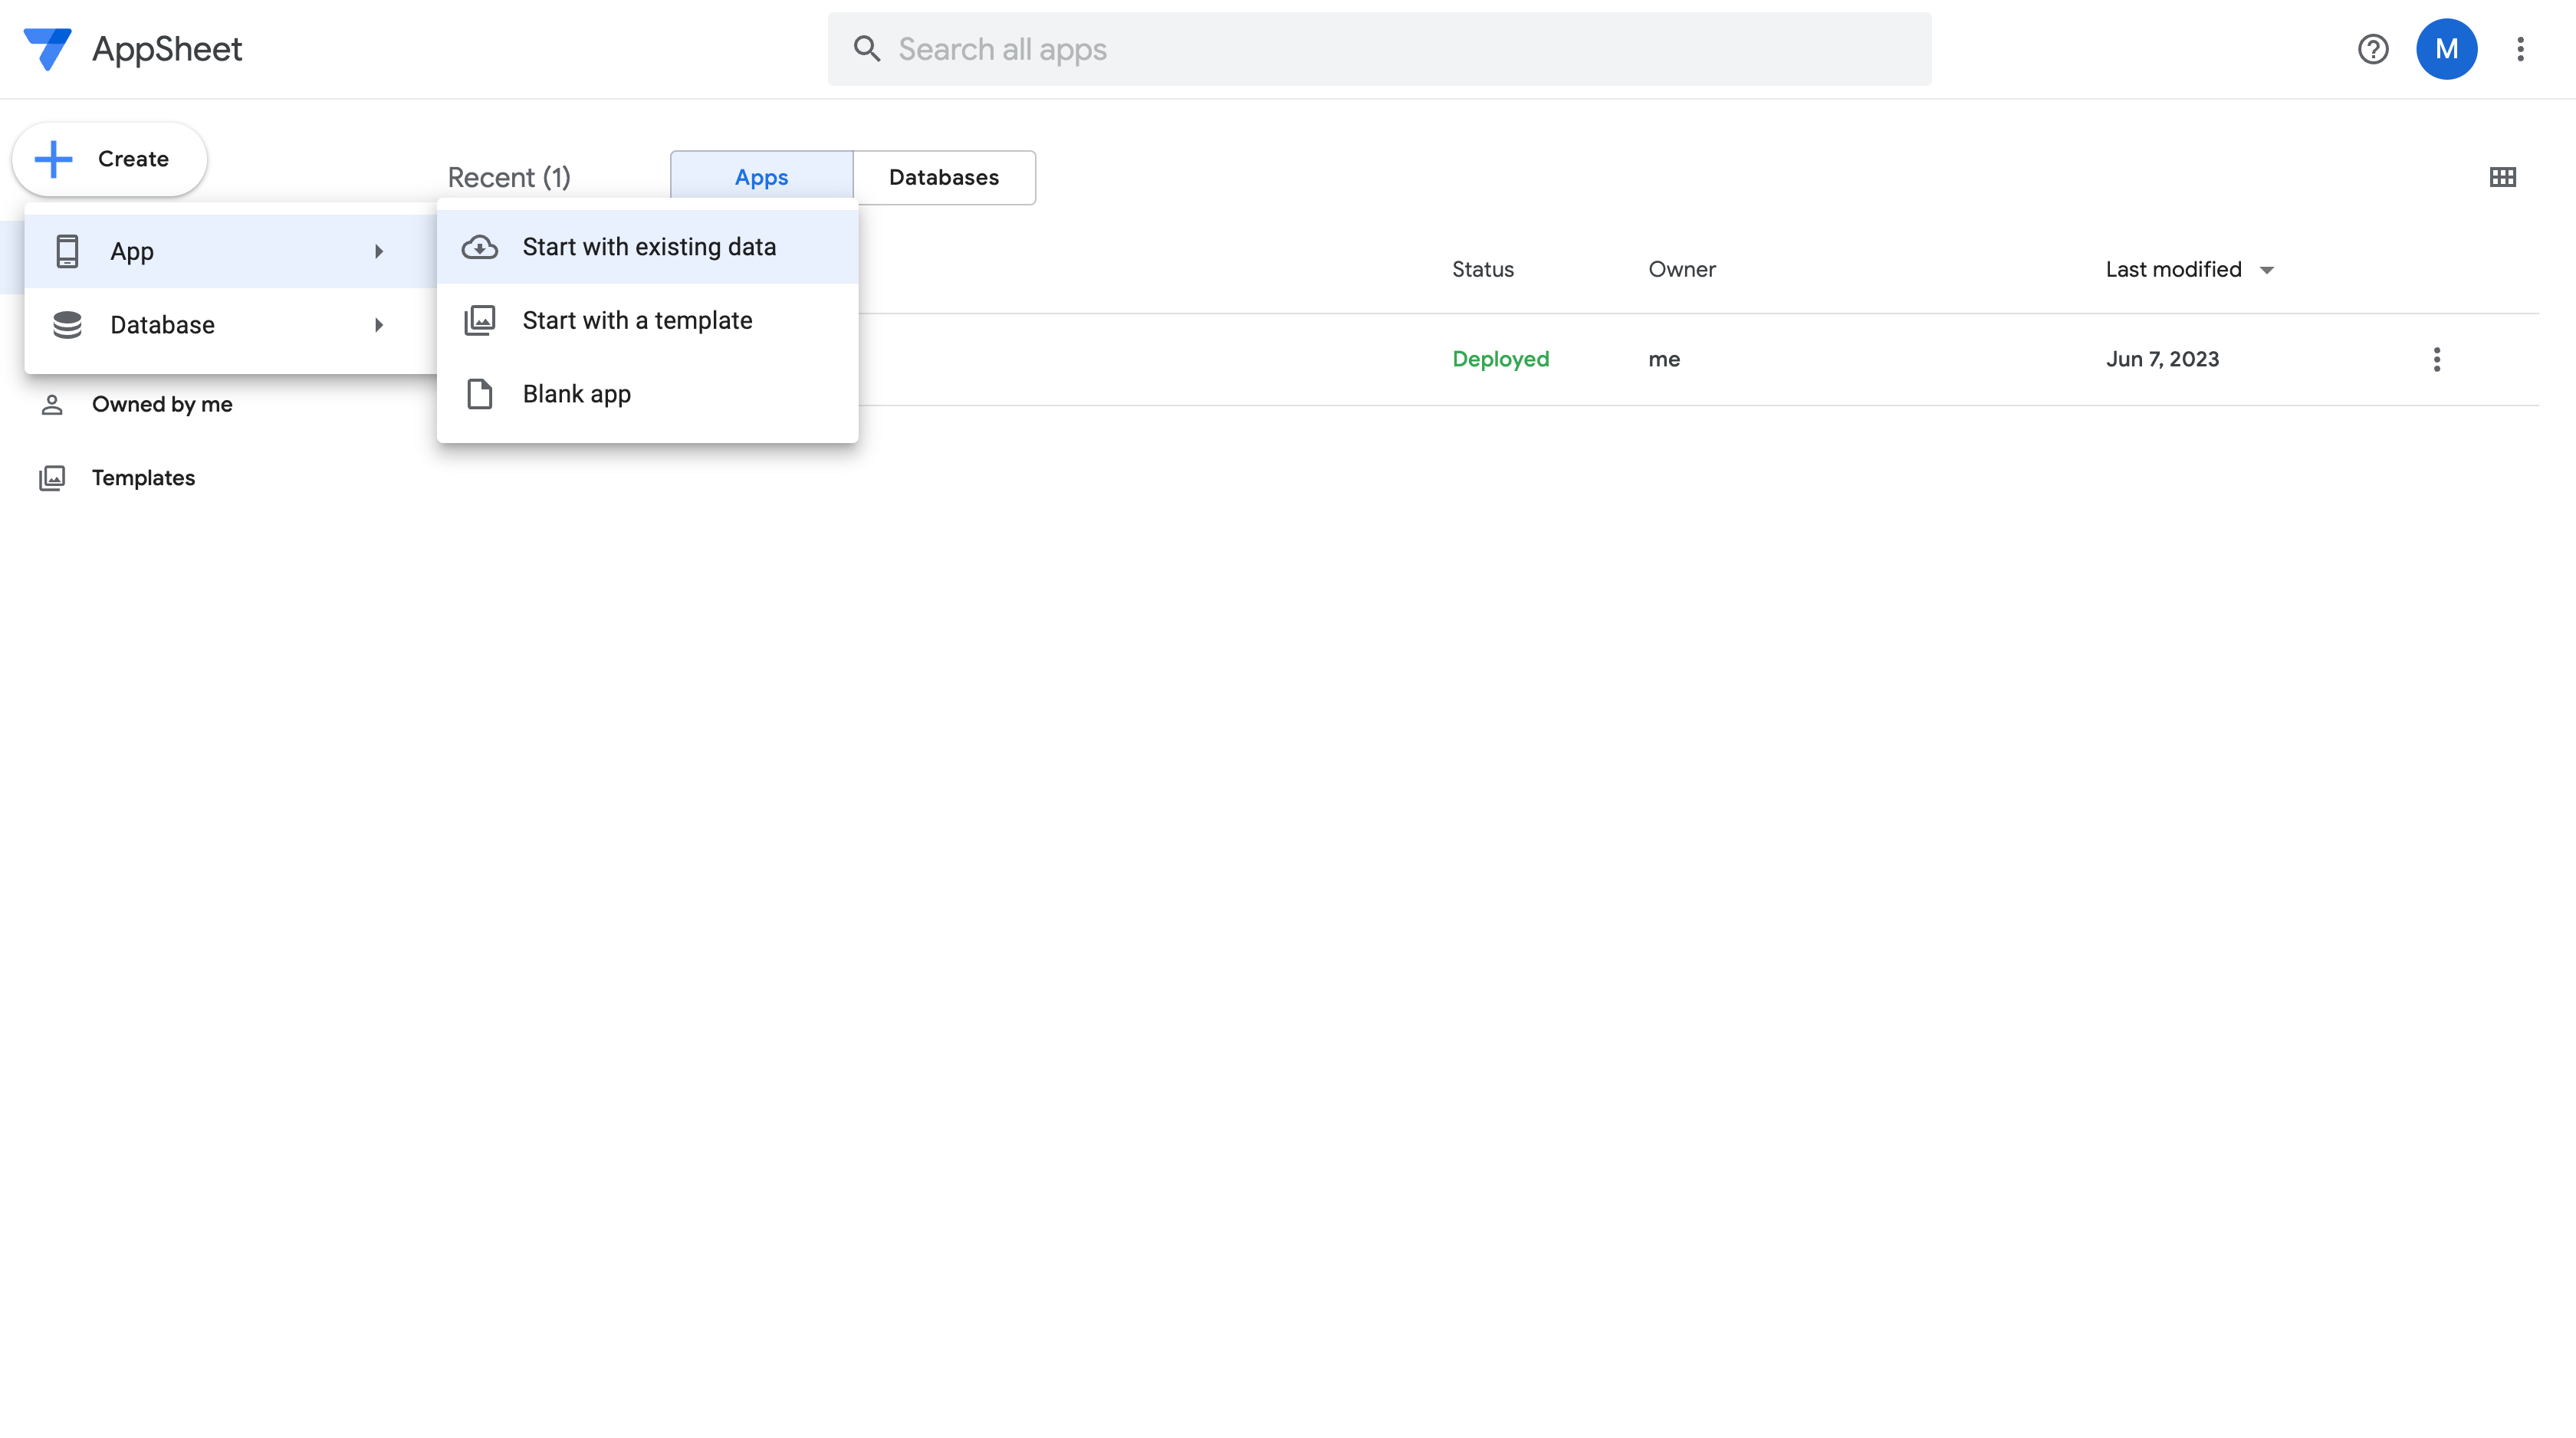 AppSheet
Search all apps
M
Create
Recent (1)
Apps
Databases
App
Database
Start with existing data
Start with a template
Blank app
Status
Owner
Last modified
Deployed
me
Jun 7, 2023
Owned by me
Templates